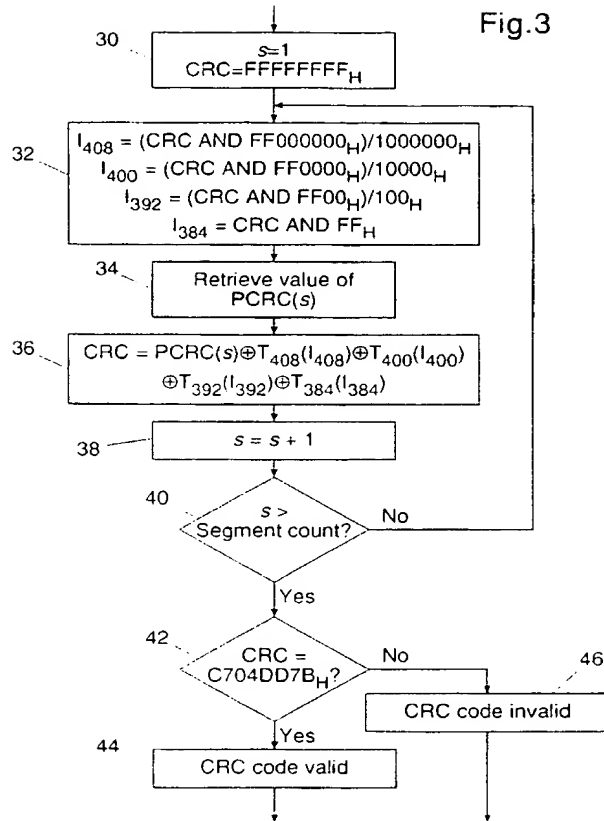 Fig.3
30
s=1
CRC=FFFFFFFF_H
32
I_408 = (CRC AND FF000000_H)/1000000_H
I_400 = (CRC AND FF0000_H)/10000_H
I_392 = (CRC AND FF00_H)/100_H
I_384 = CRC AND FF_H
34
Retrieve value of
PCRC(s)
36
CRC = PCRC(s)⊕T_408(I_408)⊕T_400(I_400)
⊕T_392(I_392)⊕T_384(I_384)
38
s = s + 1
40
s >
Segment count?
No
Yes
42
CRC =
C704DD7B_H?
No
46
CRC code invalid
Yes
44
CRC code valid